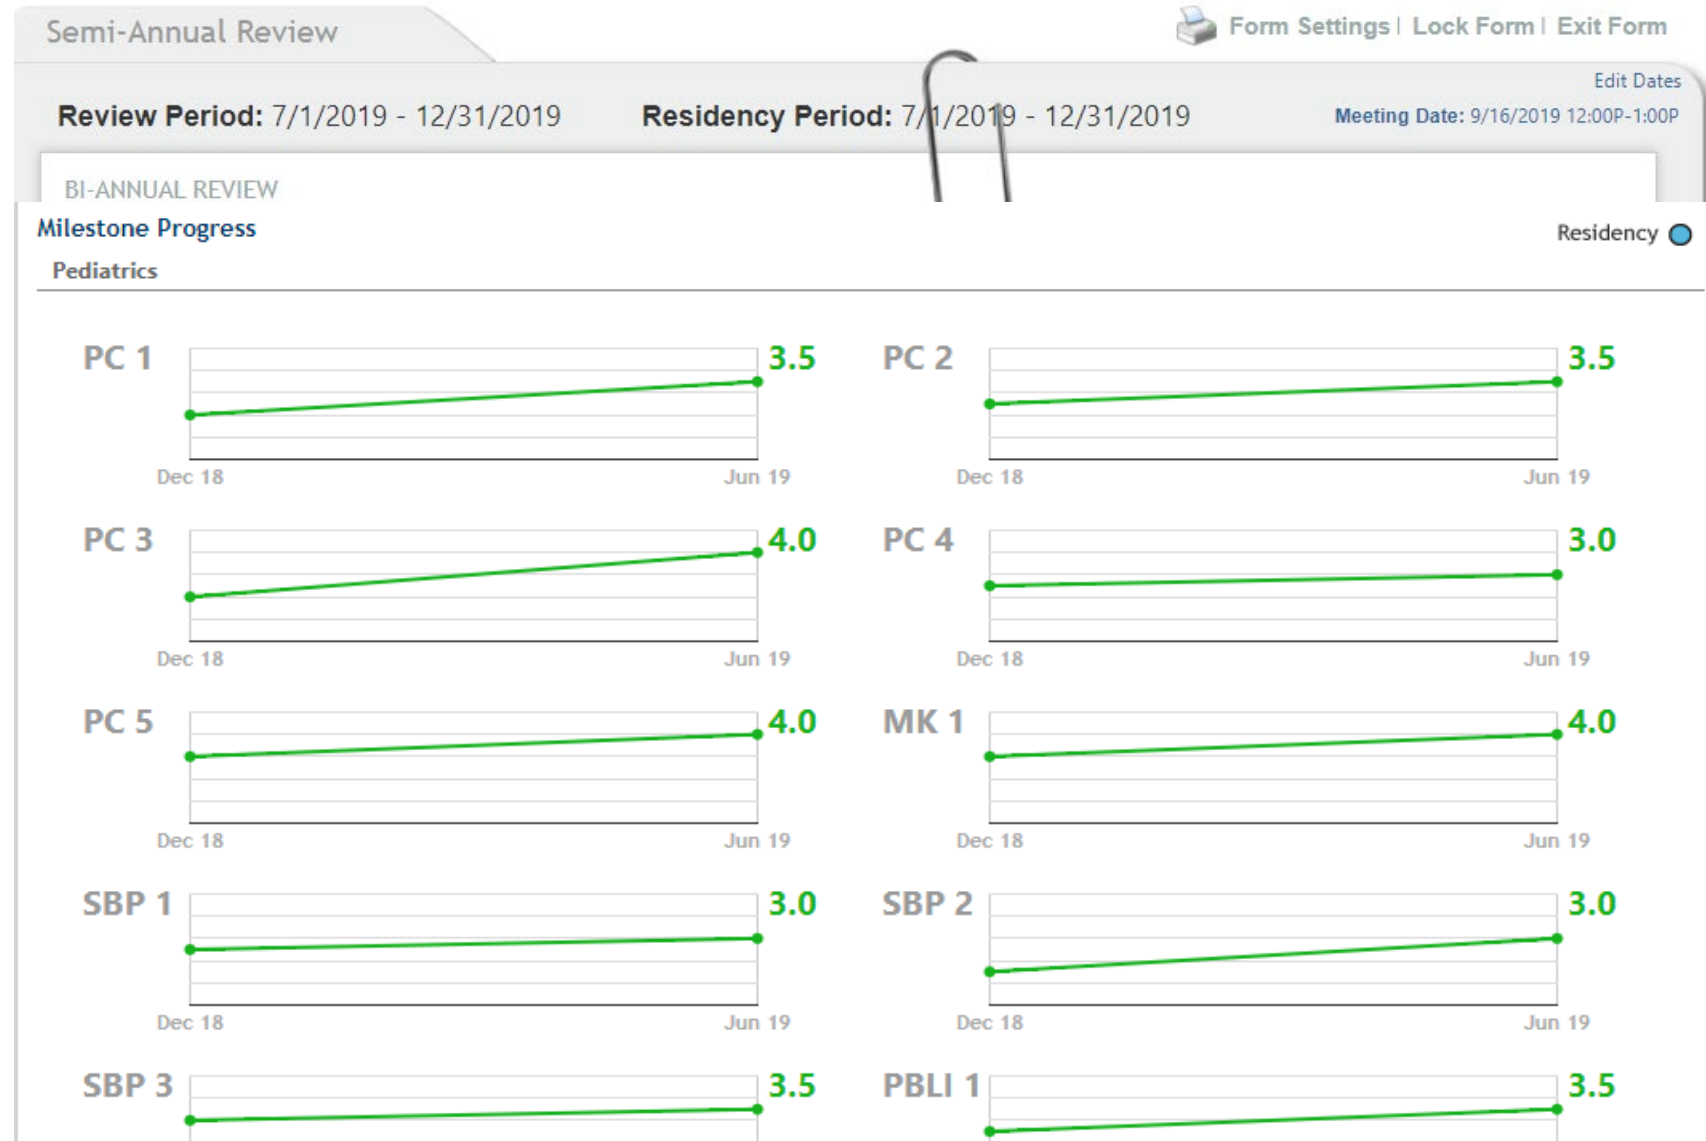 Semi-Annual Review
Form Settings | Lock Form | Exit Form
Edit Dates
Review Period: 7/1/2019 - 12/31/2019 Residency Period: 7/1/2019 - 12/31/2019 Meeting Date: 9/16/2019 12:00P-1:00P
BI-ANNUAL REVIEW
Milestone Progress
Residency
Pediatrics
PC 1 3.5 PC 2 3.5
Dec 18 Jun 19 Dec 18 Jun 19
PC 3 4.0 PC 4 3.0
Dec 18 Jun 19 Dec 18 Jun 19
PC 5 4.0 MK 1 4.0
Dec 18 Jun 19 Dec 18 Jun 19
SBP 1 3.0 SBP 2 3.0
Dec 18 Jun 19 Dec 18 Jun 19
SBP 3 3.5 PBLI 1 3.5